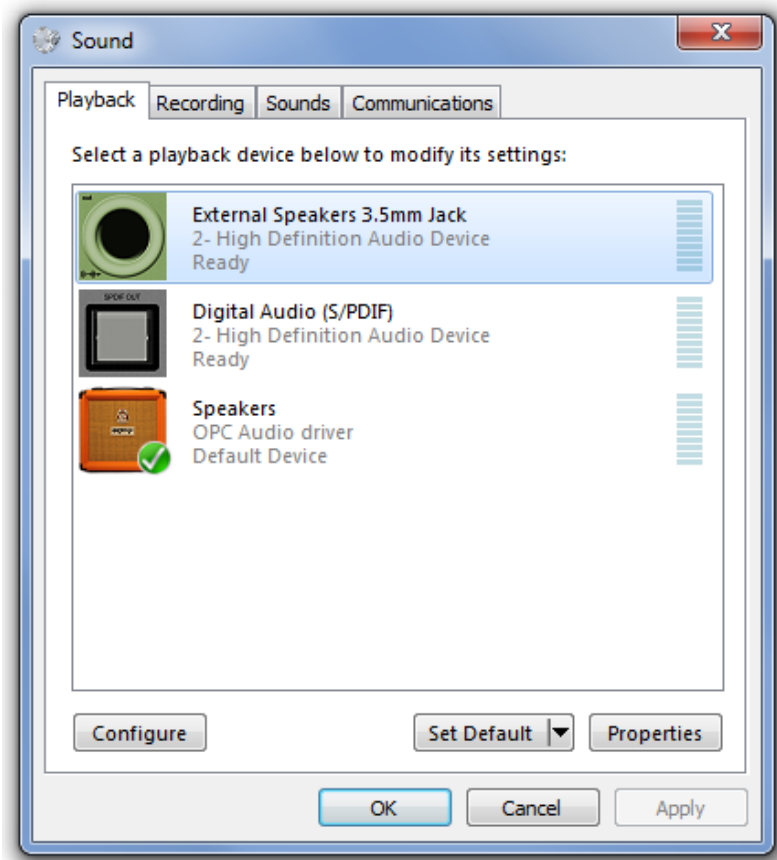 Sound
Playback Recording Sounds Communications
Select a playback device below to modify its settings:
External Speakers 3.5mm Jack
2- High Definition Audio Device
Ready
SPDIF OUT
Digital Audio (S/PDIF)
2- High Definition Audio Device
Ready
Speakers
OPC Audio driver
Default Device
Configure Set Default Properties
OK Cancel Apply